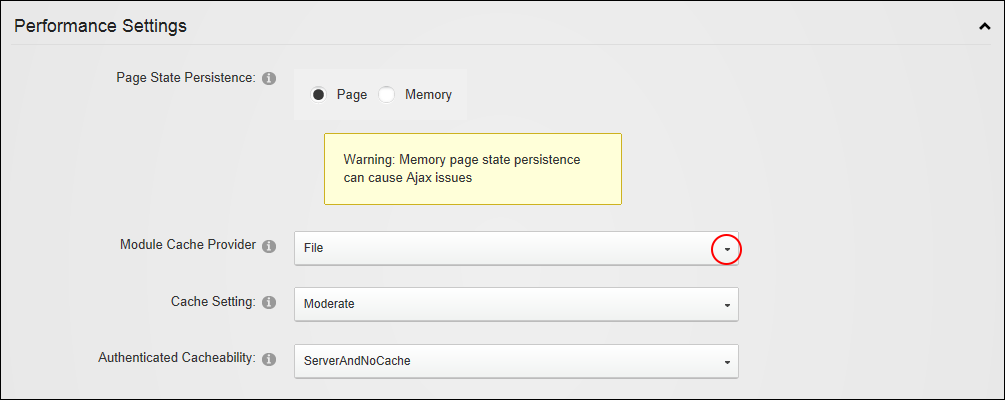 Performance Settings
Page State Persistence:
Page
Memory
Warning: Memory page state persistence
can cause Ajax issues
Module Cache Provider
File
Cache Setting:
Moderate
Authenticated Cacheability:
ServerAndNoCache